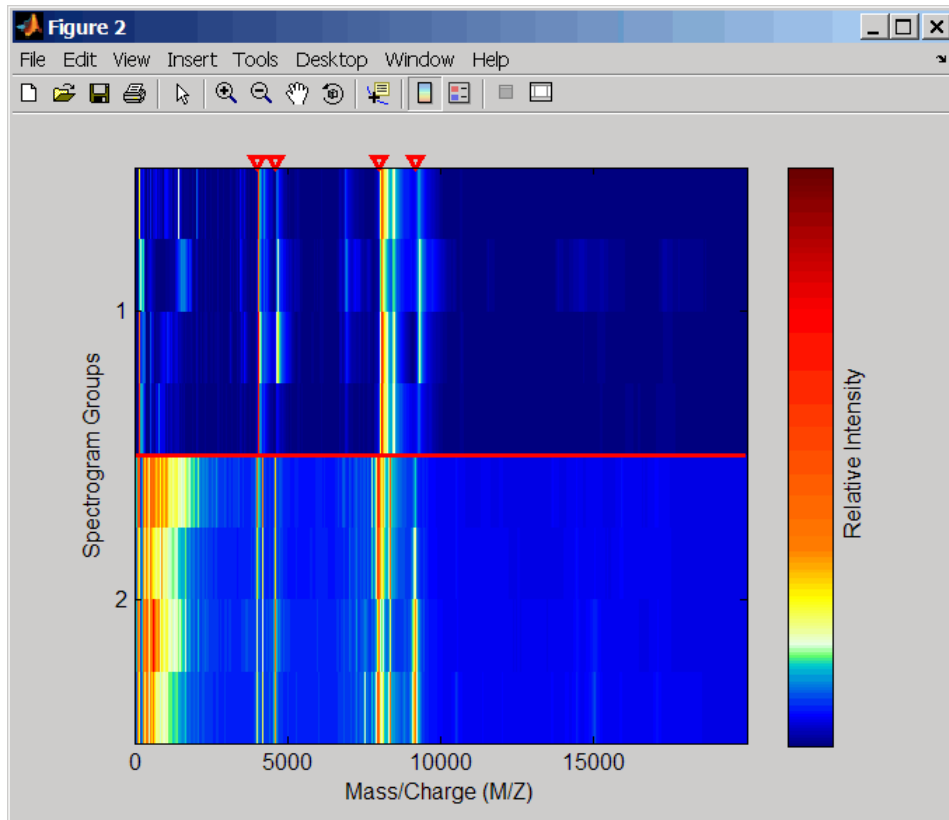 Figure 2
File Edit View Insert Tools Desktop Window Help
1
2
Spectrogram Groups
0 5000 10000 15000
Mass/Charge (M/Z)
Relative Intensity